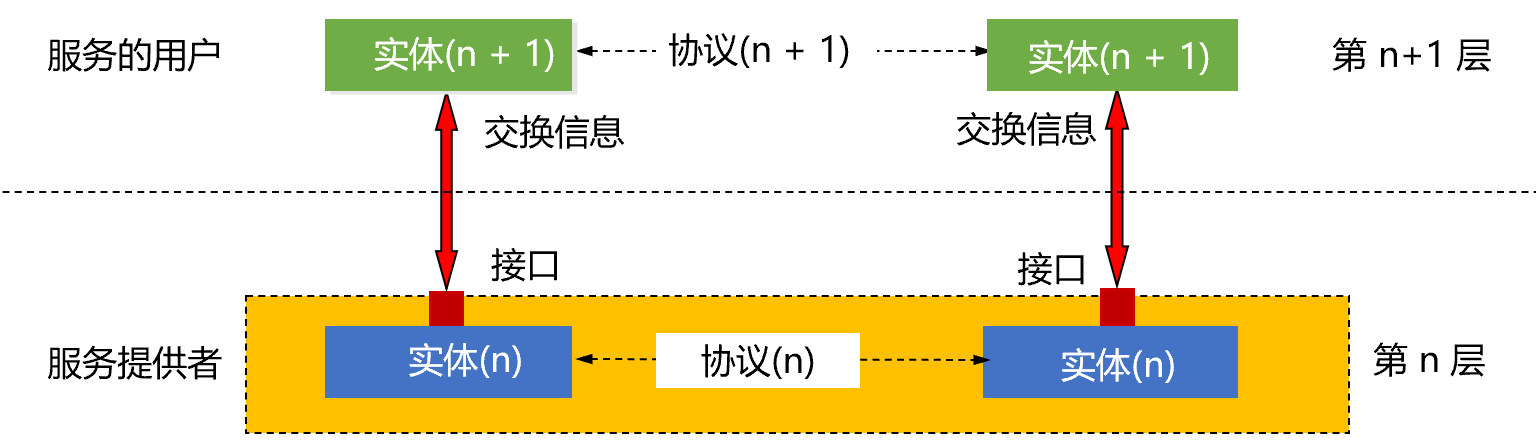 服务的用户 实体(n + 1) 协议(n + 1) 实体(n + 1) 第 n+1 层
交换信息 交换信息
接口 接口
服务提供者 实体(n) 协议(n) 实体(n) 第 n 层